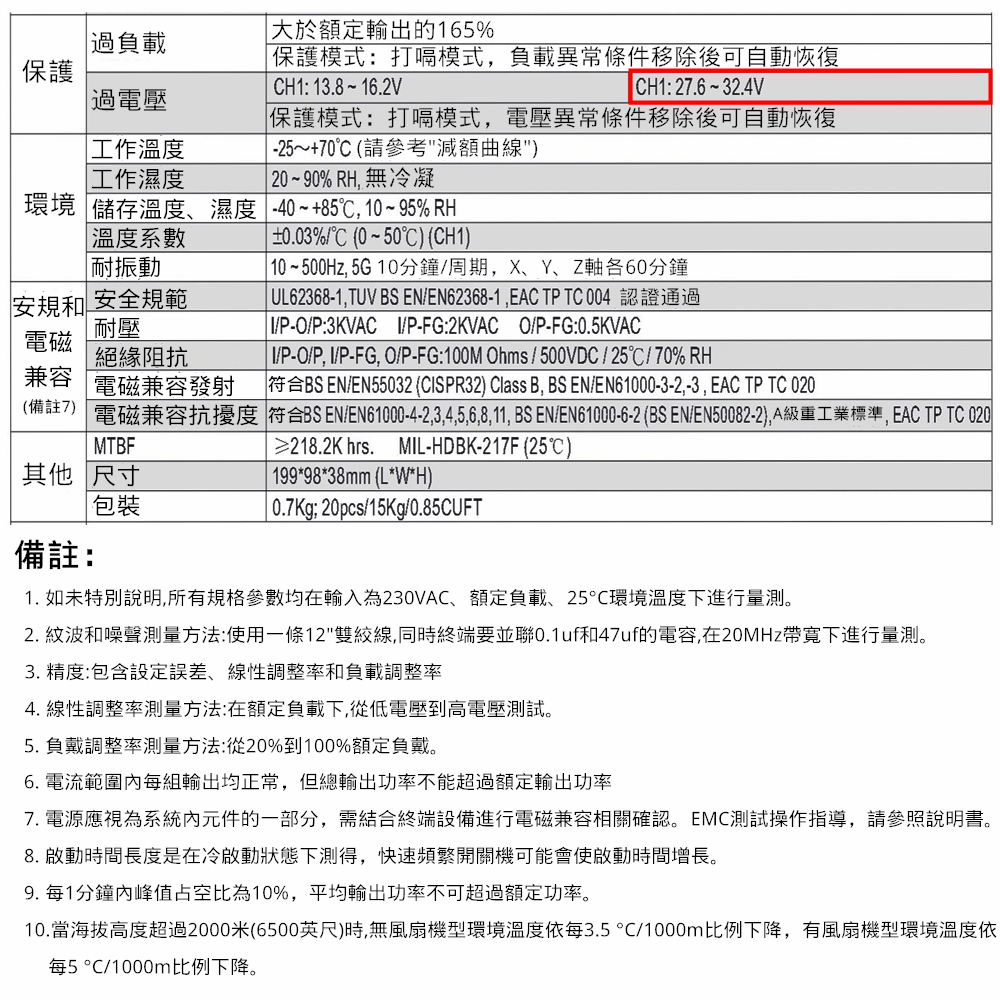 保護
過負載
大於額定輸出的165%
保護模式：打嗝模式，負載異常條件移除後可自動恢復
過電壓
CH1: 13.8 ~ 16.2V
CH1: 27.6 ~ 32.4V
保護模式：打嗝模式，電壓異常條件移除後可自動恢復
環境
工作溫度
-25～+70℃ (請參考"減額曲線")
工作濕度
20 ~ 90% RH, 無冷凝
儲存溫度、濕度
-40 ~ +85℃, 10 ~ 95% RH
溫度系數
±0.03%/℃ (0 ~ 50℃) (CH1)
耐振動
10 ~ 500Hz, 5G 10分鐘/周期，X、Y、Z軸各60分鐘
安規和
電磁
兼容
(備註7)
安全規範
UL62368-1,TUV BS EN/EN62368-1 ,EAC TP TC 004 認證通過
耐壓
I/P-O/P:3KVAC I/P-FG:2KVAC O/P-FG:0.5KVAC
絕緣阻抗
I/P-O/P, I/P-FG, O/P-FG:100M Ohms / 500VDC / 25℃/ 70% RH
電磁兼容發射
符合BS EN/EN55032 (CISPR32) Class B, BS EN/EN61000-3-2,-3 , EAC TP TC 020
電磁兼容抗擾度
符合BS EN/EN61000-4-2,3,4,5,6,8,11, BS EN/EN61000-6-2 (BS EN/EN50082-2),A級重工業標準, EAC TP TC 020
其他
MTBF
≥218.2K hrs. MIL-HDBK-217F (25℃)
尺寸
199*98*38mm (L*W*H)
包裝
0.7Kg; 20pcs/15Kg/0.85CUFT
備註：
1. 如未特別說明,所有規格參數均在輸入為230VAC、額定負載、25°C環境溫度下進行量測。
2. 紋波和噪聲測量方法:使用一條12"雙絞線,同時終端要並聯0.1uf和47uf的電容,在20MHz帶寬下進行量測。
3. 精度:包含設定誤差、線性調整率和負載調整率
4. 線性調整率測量方法:在額定負載下,從低電壓到高電壓測試。
5. 負戴調整率測量方法:從20%到100%額定負戴。
6. 電流範圍內每組輸出均正常，但總輸出功率不能超過額定輸出功率
7. 電源應視為系統內元件的一部分，需結合終端設備進行電磁兼容相關確認。EMC測試操作指導，請參照說明書。
8. 啟動時間長度是在冷啟動狀態下測得，快速頻繁開關機可能會使啟動時間增長。
9. 每1分鐘內峰值占空比為10%，平均輸出功率不可超過額定功率。
10.當海拔高度超過2000米(6500英尺)時,無風扇機型環境溫度依每3.5 °C/1000m比例下降，有風扇機型環境溫度依
每5 °C/1000m比例下降。